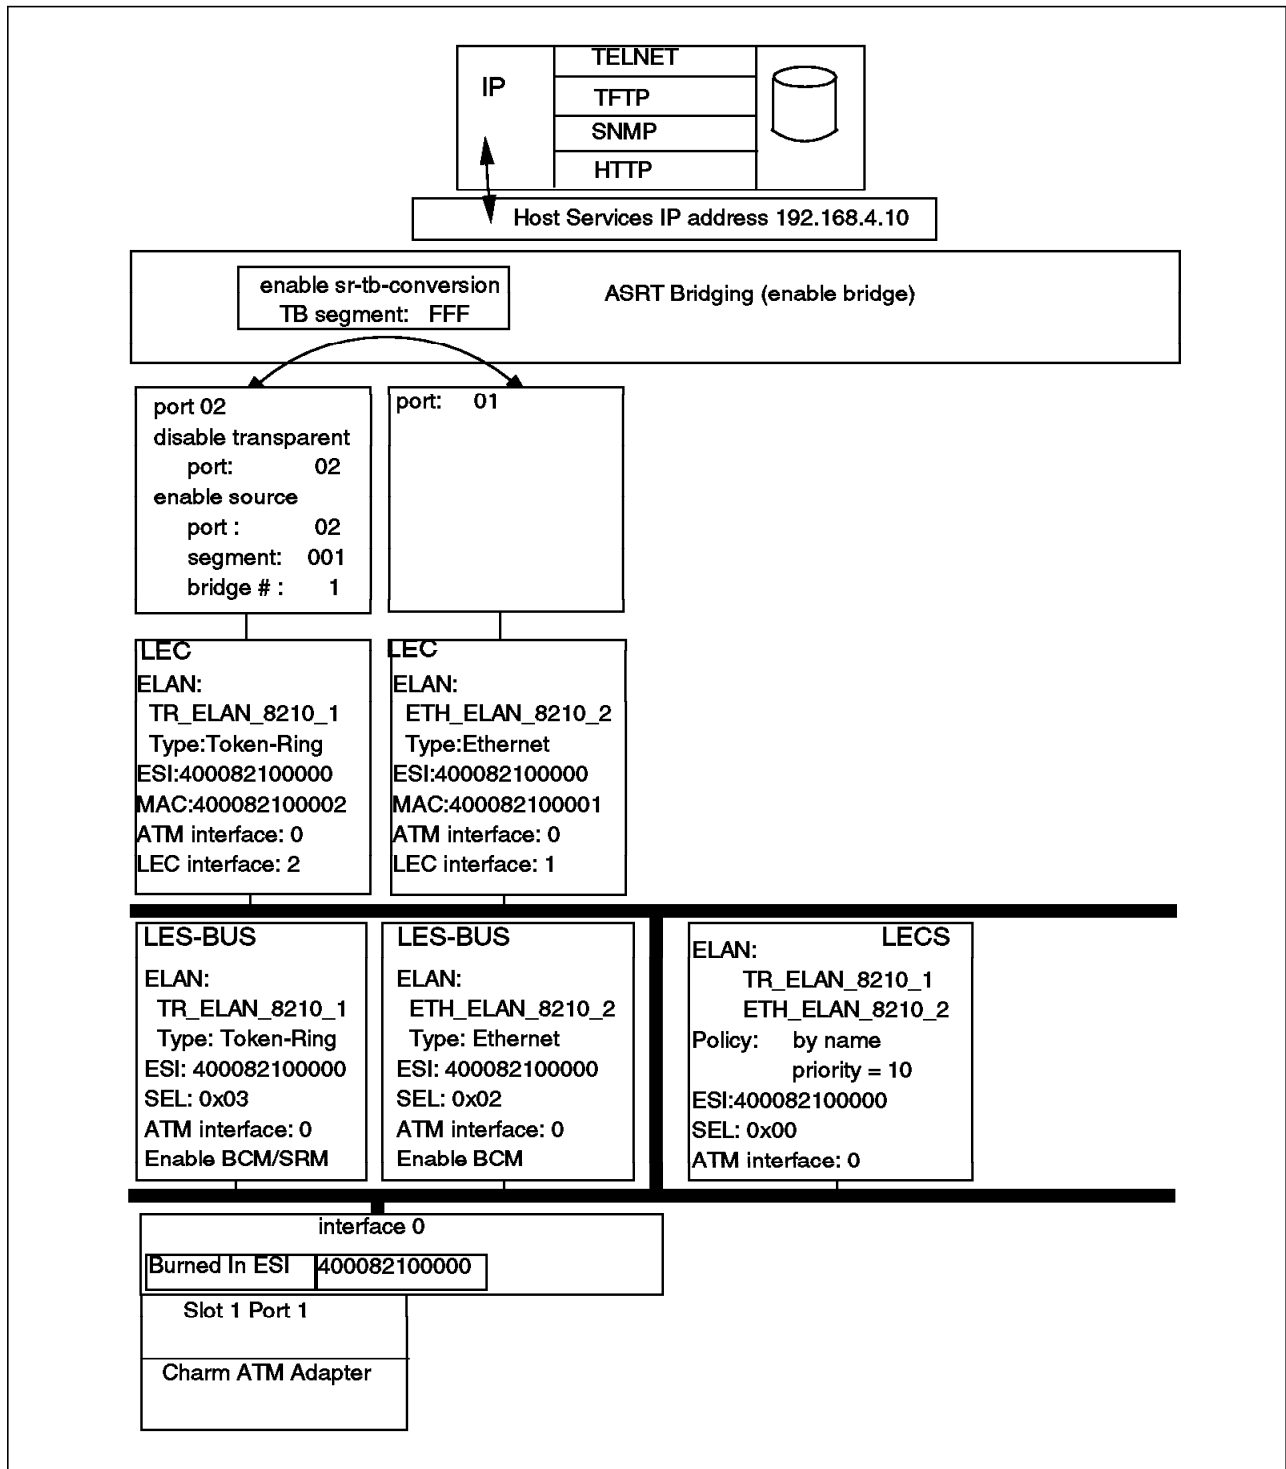 IP
TELNET
TFTP
SNMP
HTTP
Host Services IP address 192.168.4.10
enable sr-tb-conversion
TB segment: FFF
ASRT Bridging (enable bridge)
port 02
disable transparent
port: 02
enable source
port : 02
segment: 001
bridge # : 1
port: 01
LEC
ELAN:
TR_ELAN_8210_1
Type:Token-Ring
ESI:400082100000
MAC:400082100002
ATM interface: 0
LEC interface: 2
LEC
ELAN:
ETH_ELAN_8210_2
Type:Ethernet
ESI:400082100000
MAC:400082100001
ATM interface: 0
LEC interface: 1
LES-BUS
ELAN:
TR_ELAN_8210_1
Type: Token-Ring
ESI: 400082100000
SEL: 0x03
ATM interface: 0
Enable BCM/SRM
LES-BUS
ELAN:
ETH_ELAN_8210_2
Type: Ethernet
ESI: 400082100000
SEL: 0x02
ATM interface: 0
Enable BCM
LECS
ELAN:
TR_ELAN_8210_1
ETH_ELAN_8210_2
Policy: by name
priority = 10
ESI:400082100000
SEL: 0x00
ATM interface: 0
interface 0
Burned In ESI 400082100000
Slot 1 Port 1
Charm ATM Adapter